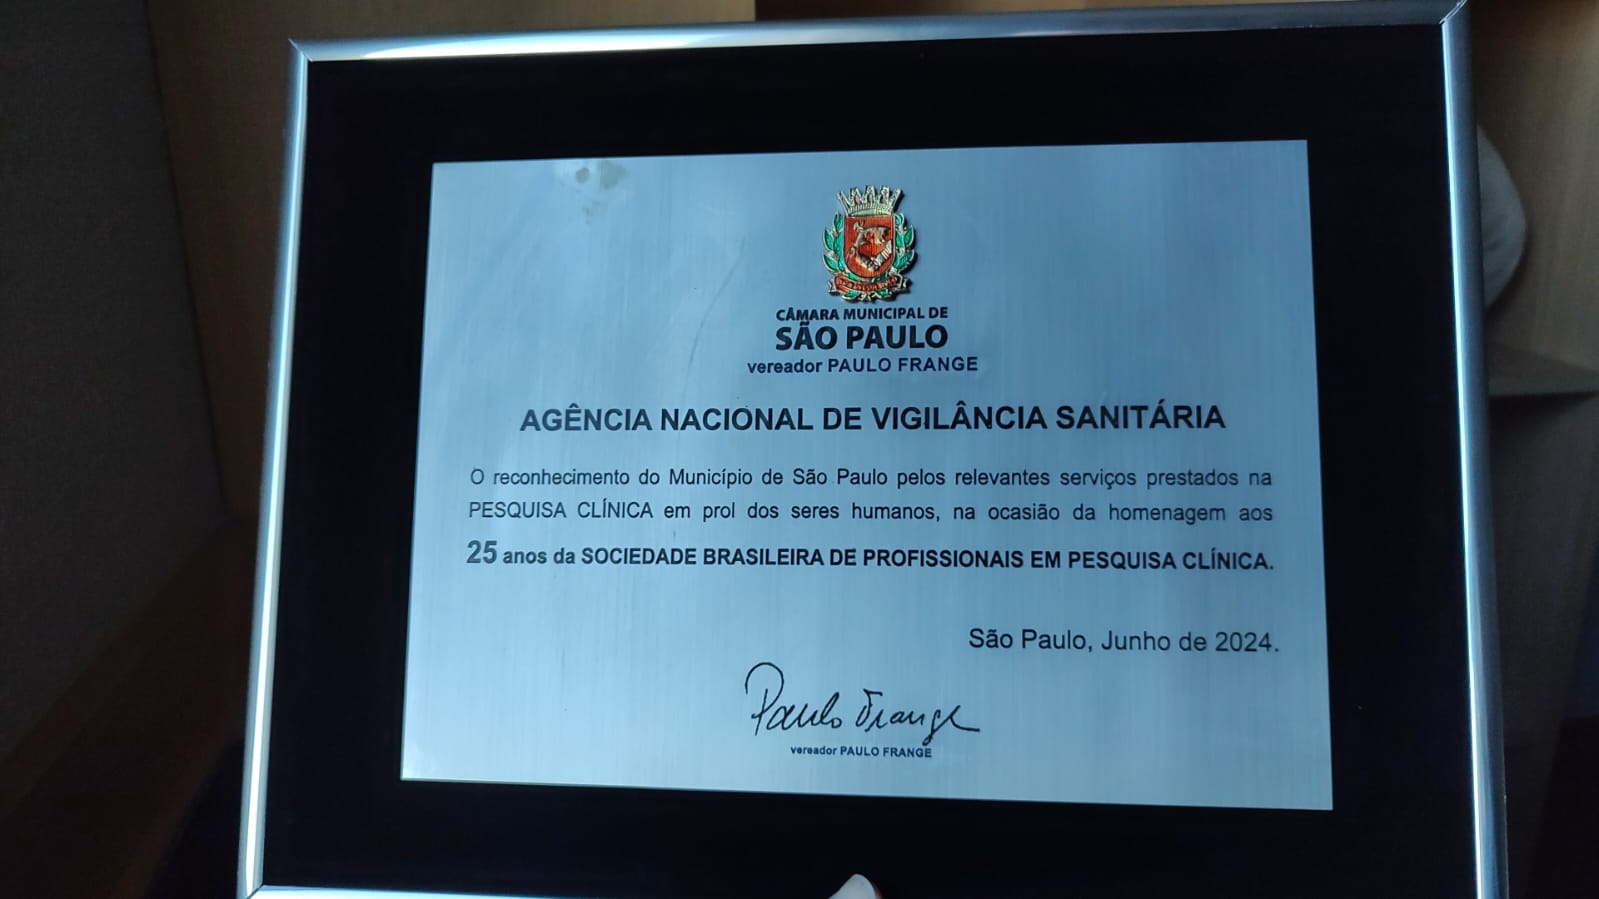 CÂMARA MUNICIPAL DE
SÃO PAULO
vereador PAULO FRANGE
AGÊNCIA NACIONAL DE VIGILÂNCIA SANITÁRIA
O reconhecimento do Município de São Paulo pelos relevantes serviços prestados na
PESQUISA CLÍNICA em prol dos seres humanos, na ocasião da homenagem aos
25 anos da SOCIEDADE BRASILEIRA DE PROFISSIONAIS EM PESQUISA CLÍNICA.
São Paulo, Junho de 2024.
Paulo Frange
vereador PAULO FRANGE